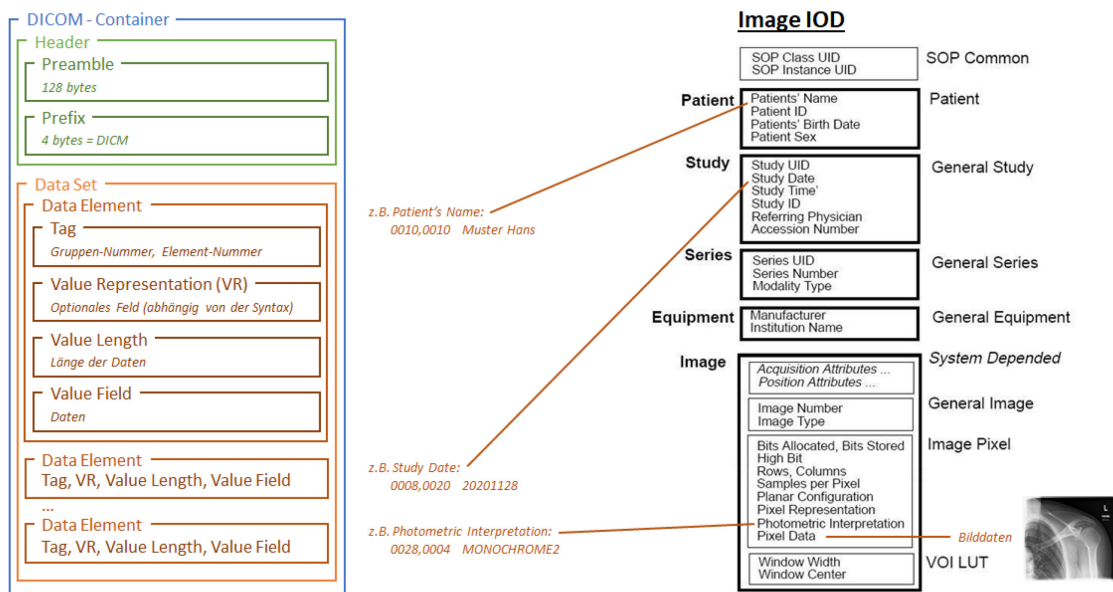 DICOM - Container
Header
Preamble
128 bytes
Prefix
4 bytes = DICM
Data Set
Data Element
Tag
Gruppen-Nummer, Element-Nummer
Value Representation (VR)
Optionales Feld (abhängig von der Syntax)
Value Length
Länge der Daten
Value Field
Daten
Data Element
Tag, VR, Value Length, Value Field
...
Data Element
Tag, VR, Value Length, Value Field
z.B. Patient's Name:
0010,0010 Muster Hans
z.B. Study Date:
0008,0020 20201128
z.B. Photometric Interpretation:
0028,0004 MONOCHROME2
Image IOD
SOP Class UID
SOP Instance UID
SOP Common
Patient
Patients' Name
Patient ID
Patients' Birth Date
Patient Sex
Patient
Study
Study UID
Study Date
Study Time'
Study ID
Referring Physician
Accession Number
General Study
Series
Series UID
Series Number
Modality Type
General Series
Equipment
Manufacturer
Institution Name
General Equipment
Image
System Depended
Acquisition Attributes ...
Position Attributes ...
Image Number
Image Type
General Image
Bits Allocated, Bits Stored
High Bit
Rows, Columns
Samples per Pixel
Planar Configuration
Pixel Representation
Photometric Interpretation
Pixel Data
Image Pixel
Bilddaten
L
Window Width
Window Center
VOI LUT